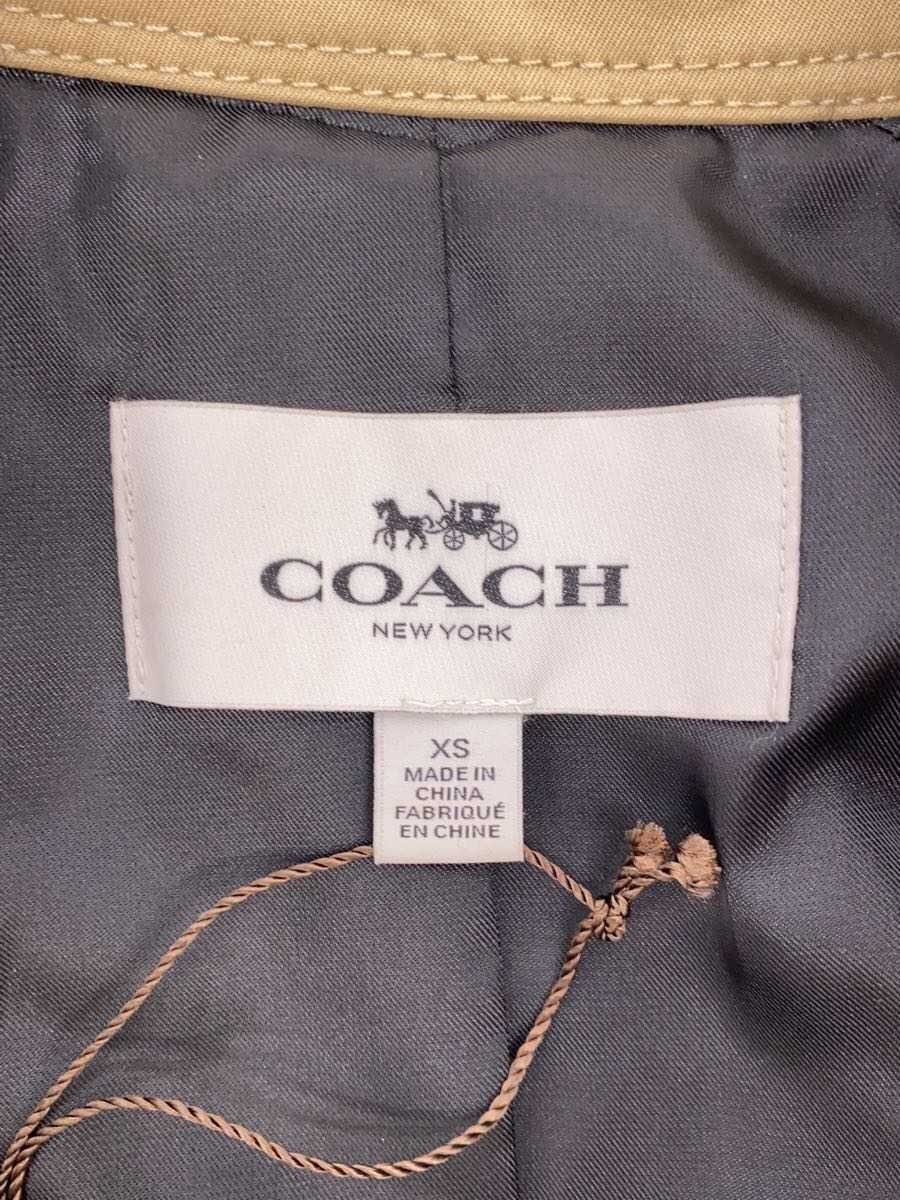 COACH
NEW YORK
XS
MADE IN
CHINA
FABRIQUÉ
EN CHINE